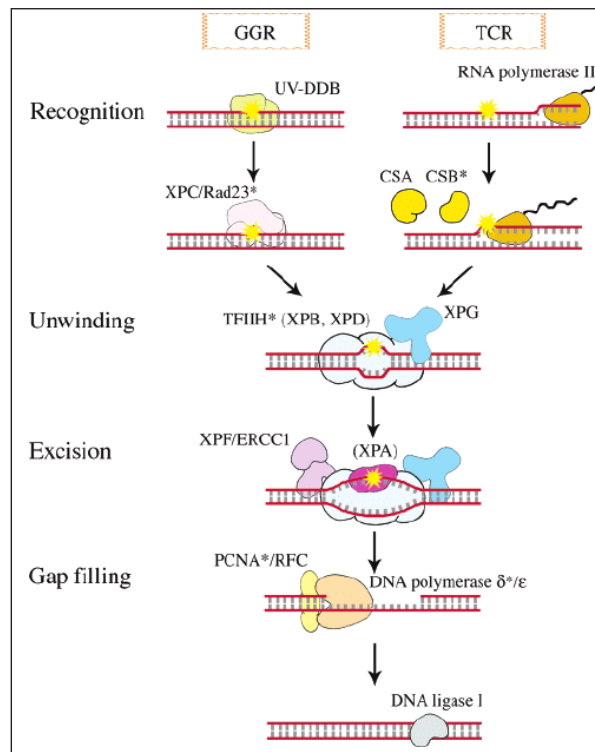 GGR
TCR
UV-DDB
RNA polymerase II
Recognition
XPC/Rad23*
CSA
CSB*
Unwinding
TFIIH* (XPB, XPD)
XPG
Excision
XPF/ERCC1
(XPA)
PCNA*/RFC
Gap filling
DNA polymerase δ*/ε
DNA ligase I